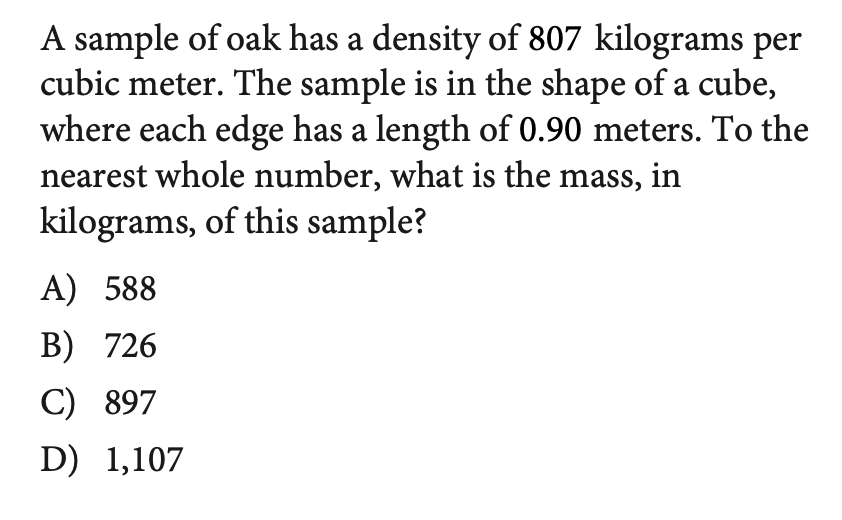 A sample of oak has a density of 807 kilograms per
cubic meter. The sample is in the shape of a cube,
where each edge has a length of 0.90 meters. To the
nearest whole number, what is the mass, in
kilograms, of this sample?
A) 588
B) 726
C) 897
D) 1,107